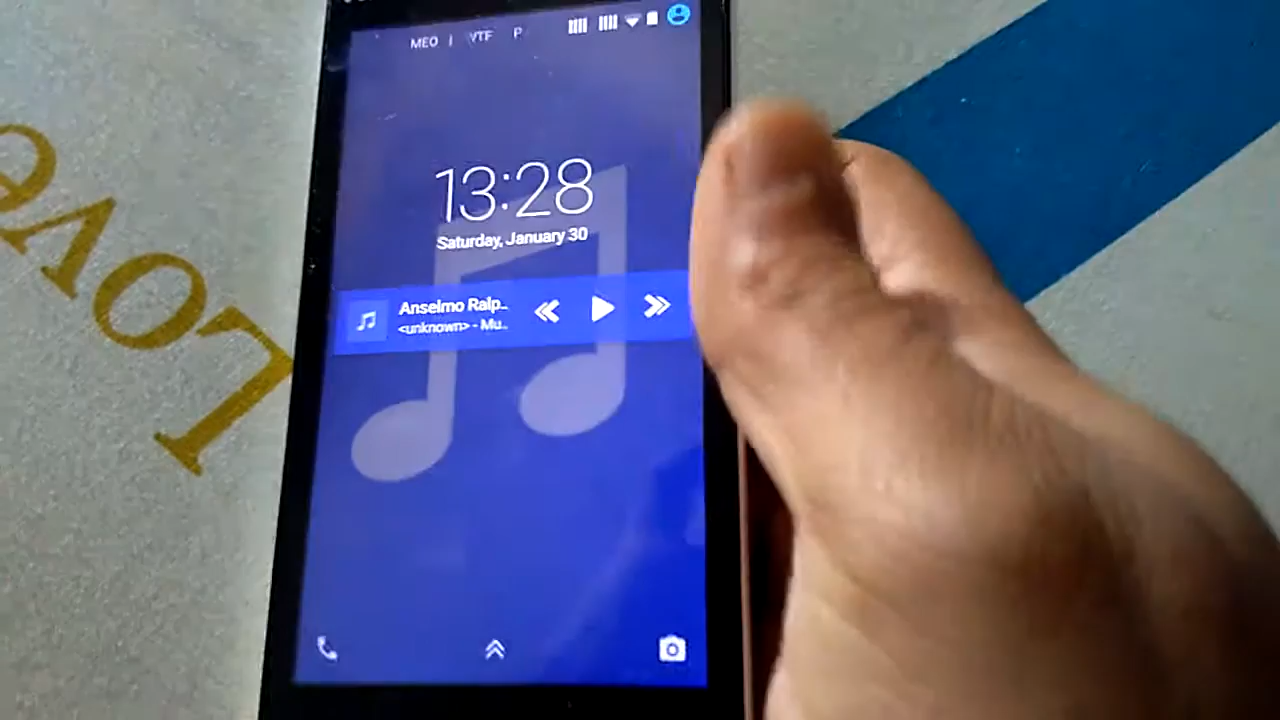 MEO | VTF P
13:28
Saturday, January 30
Anselmo Ralp..
<unknown> - Mu..
Love